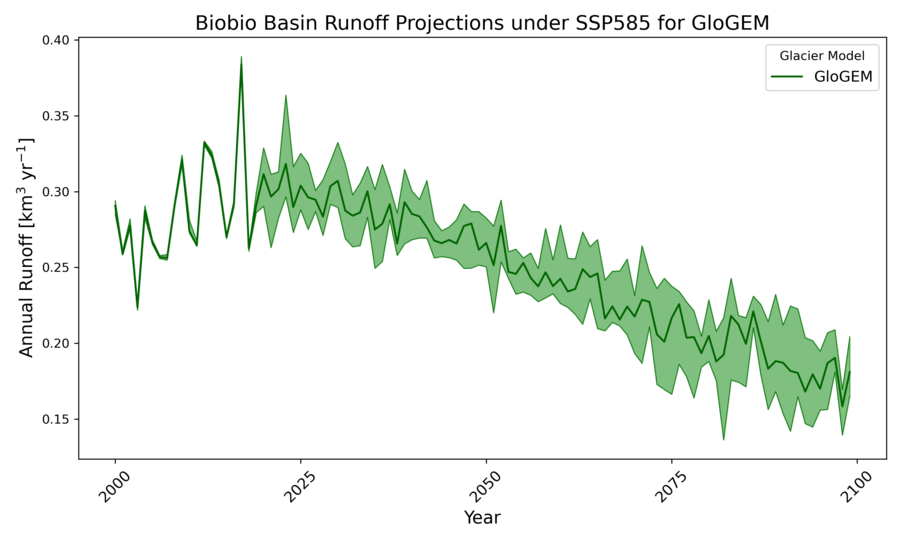 Biobio Basin Runoff Projections under SSP585 for GloGEM
Glacier Model
GloGEM
Annual Runoff [km³ yr⁻¹]
0.40
0.35
0.30
0.25
0.20
0.15
2000
2025
2050
2075
2100
Year